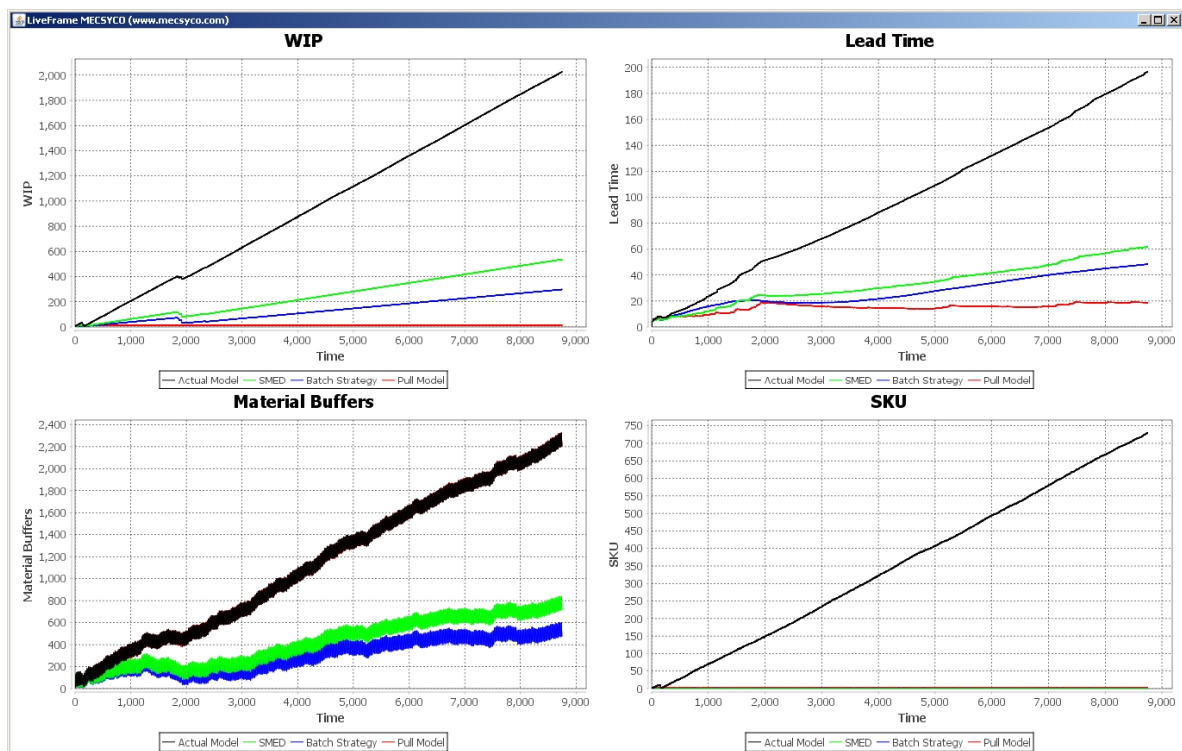 LiveFrame MECSYCO (www.mecsyco.com)
WIP
2,000
1,800
1,600
1,400
1,200
1,000
800
600
400
200
0
WIP
0 1,000 2,000 3,000 4,000 5,000 6,000 7,000 8,000 9,000
Time
Actual Model SMED Batch Strategy Pull Model
Lead Time
200
180
160
140
120
100
80
60
40
20
0
Lead Time
0 1,000 2,000 3,000 4,000 5,000 6,000 7,000 8,000 9,000
Time
Actual Model SMED Batch Strategy Pull Model
Material Buffers
2,400
2,200
2,000
1,800
1,600
1,400
1,200
1,000
800
600
400
200
0
Material Buffers
0 1,000 2,000 3,000 4,000 5,000 6,000 7,000 8,000 9,000
Time
Actual Model SMED Batch Strategy Pull Model
SKU
750
700
650
600
550
500
450
400
350
300
250
200
150
100
50
0
SKU
0 1,000 2,000 3,000 4,000 5,000 6,000 7,000 8,000 9,000
Time
Actual Model SMED Batch Strategy Pull Model